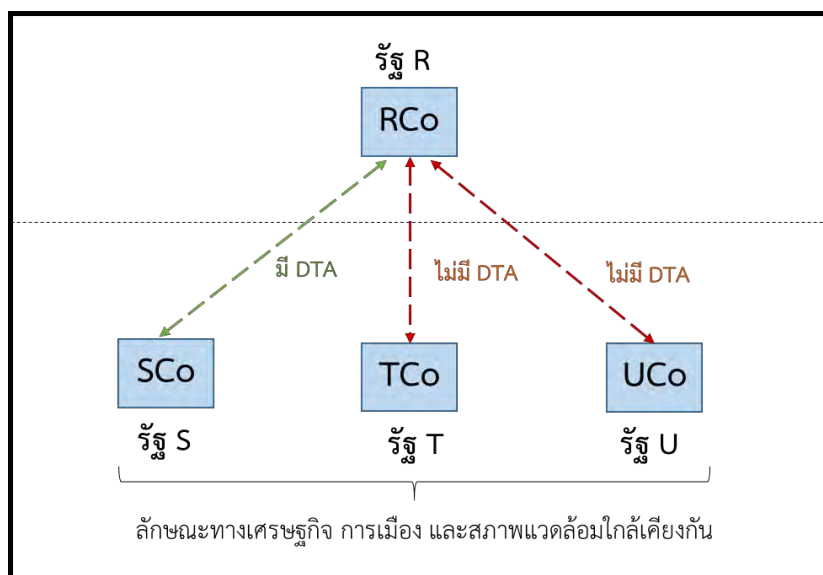 รัฐ R
RCo
มี DTA
ไม่มี DTA
ไม่มี DTA
SCo
TCo
UCo
รัฐ S
รัฐ T
รัฐ U
ลักษณะทางเศรษฐกิจ การเมือง และสภาพแวดล้อมใกล้เคียงกัน